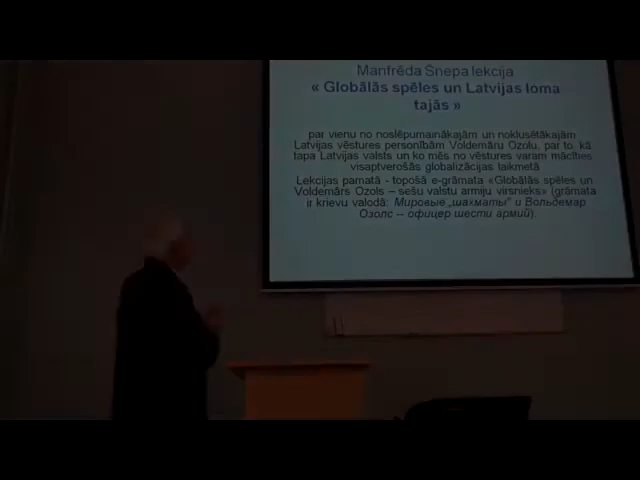 Manfrēda Šnepa lekcija
« Globālās spēles un Latvijas loma
tajās »
par vienu no noslēpumainākajām un noklusētākajām
Latvijas vēstures personībām Voldemāru Ozolu, par to, kā
tapa Latvijas valsts un ko mēs no vēstures varam mācīties
visaptverošās globalizācijas laikmetā
Lekcijas pamatā - topošā e-grāmata «Globālās spēles un
Voldemārs Ozols – sešu valstu armiju virsnieks» (grāmata
ir krievu valodā: Мировые „шахматы" и Вольдемар
Озолс – офицер шести армий).